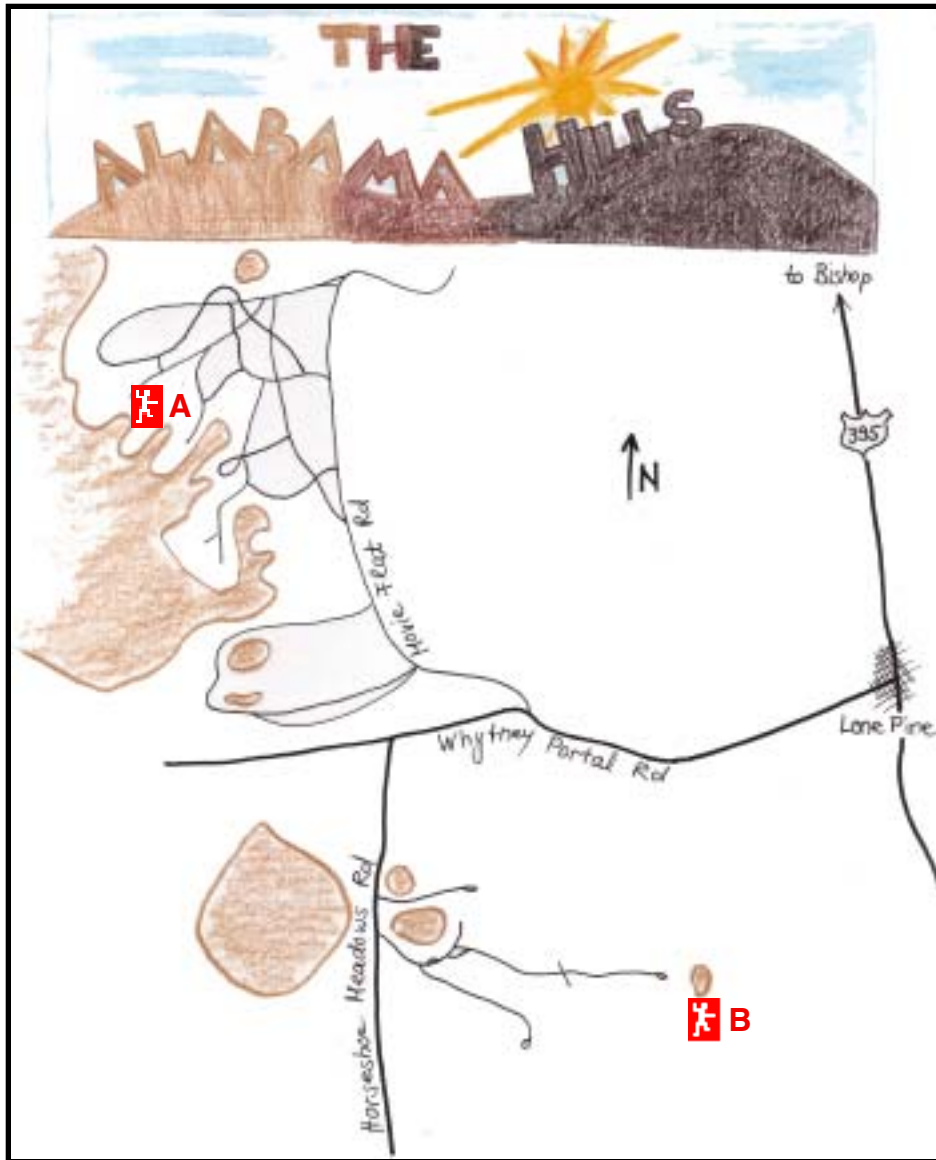 THE
ALABAMA HILLS
to Bishop
A
395
N
Movie Flat Rd
Lone Pine
Whytney Portal Rd
Horseshoe Meadows Rd
B